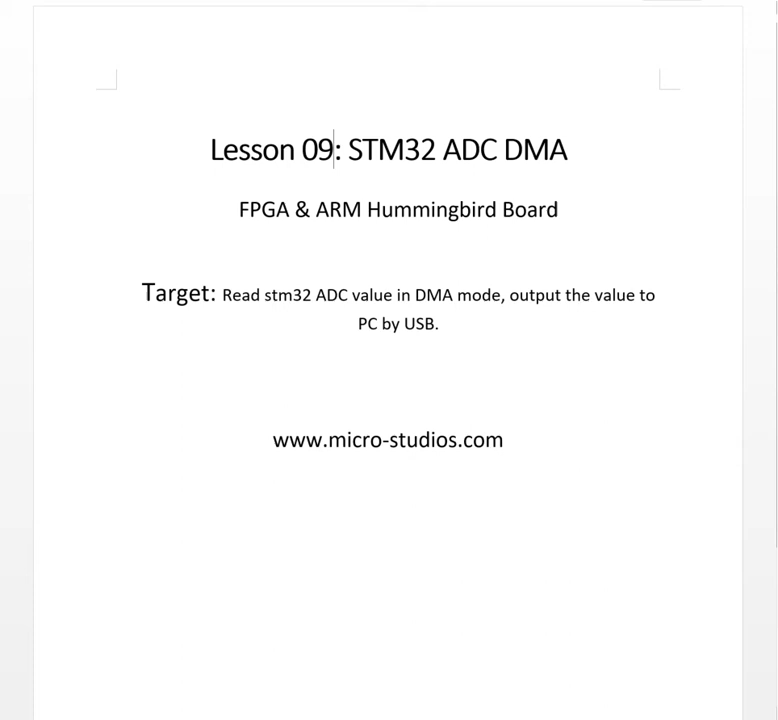 Lesson 09: STM32 ADC DMA
FPGA & ARM Hummingbird Board
Target: Read stm32 ADC value in DMA mode, output the value to
PC by USB.
www.micro-studios.com